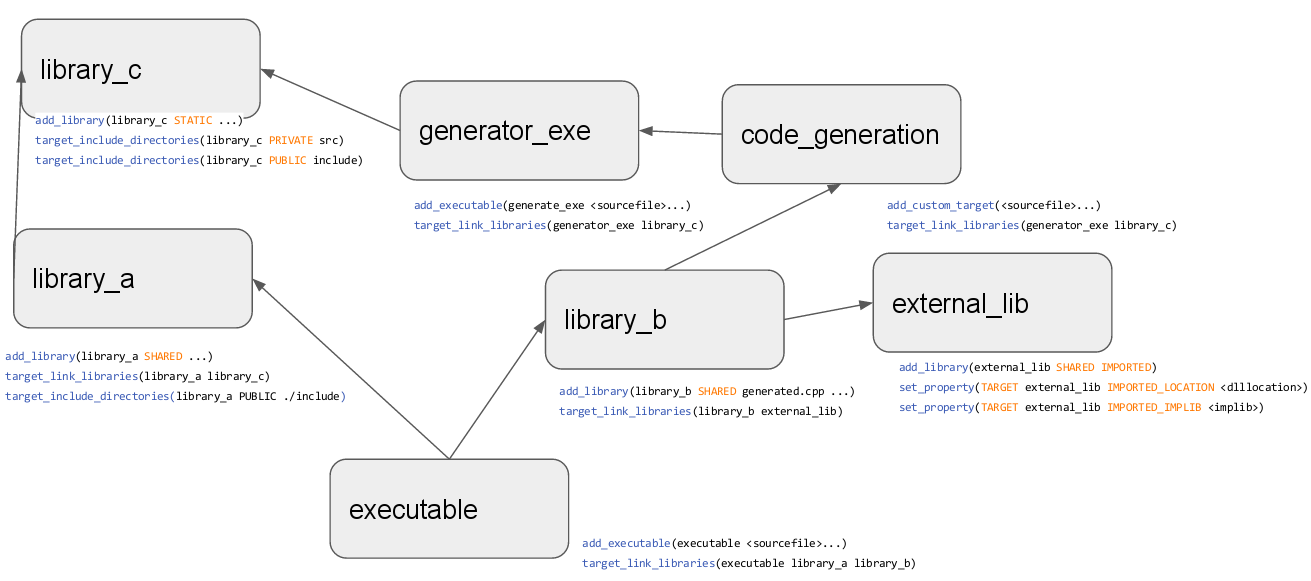 library_c
add_library(library_c STATIC ...)
target_include_directories(library_c PRIVATE src)
target_include_directories(library_c PUBLIC include)
generator_exe
add_executable(generate_exe <sourcefile>...)
target_link_libraries(generator_exe library_c)
code_generation
add_custom_target(<sourcefile>...)
target_link_libraries(generator_exe library_c)
library_a
add_library(library_a SHARED ...)
target_link_libraries(library_a library_c)
target_include_directories(library_a PUBLIC ./include)
library_b
add_library(library_b SHARED generated.cpp ...)
target_link_libraries(library_b external_lib)
external_lib
add_library(external_lib SHARED IMPORTED)
set_property(TARGET external_lib IMPORTED_LOCATION <dlllocation>)
set_property(TARGET external_lib IMPORTED_IMPLIB <implib>)
executable
add_executable(executable <sourcefile>...)
target_link_libraries(executable library_a library_b)